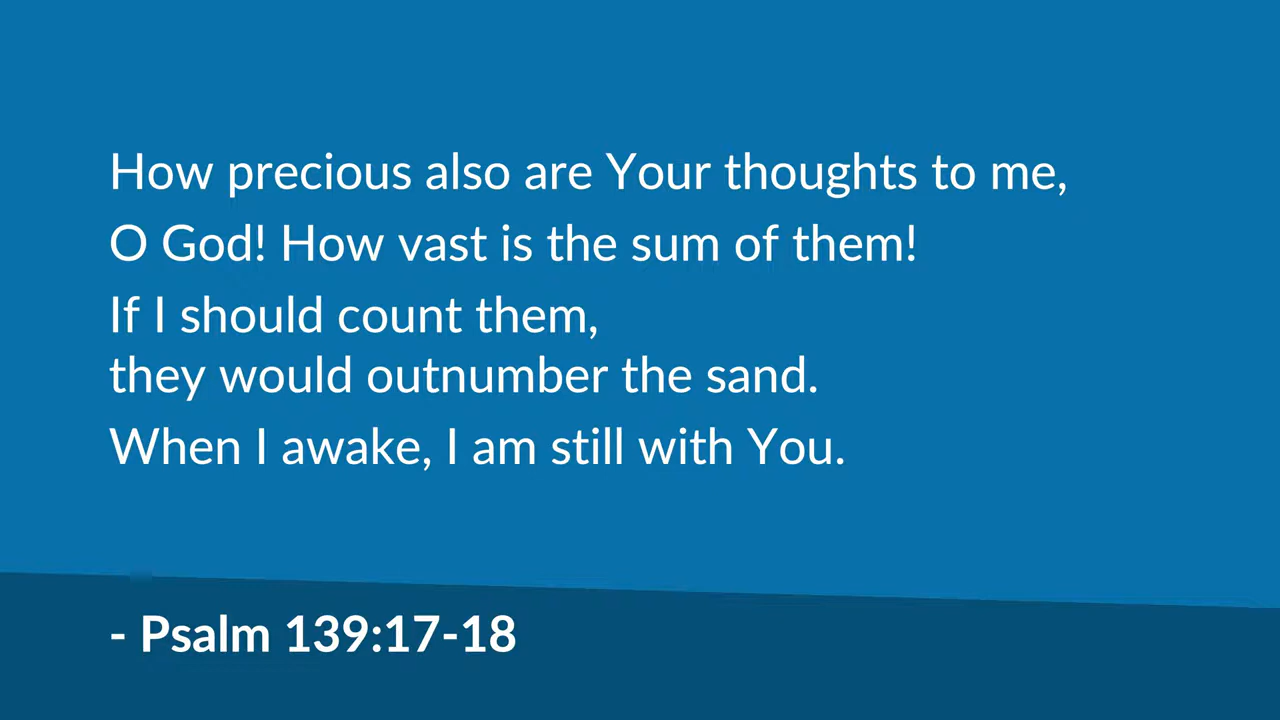 How precious also are Your thoughts to me,
O God! How vast is the sum of them!
If I should count them,
they would outnumber the sand.
When I awake, I am still with You.
- Psalm 139:17-18